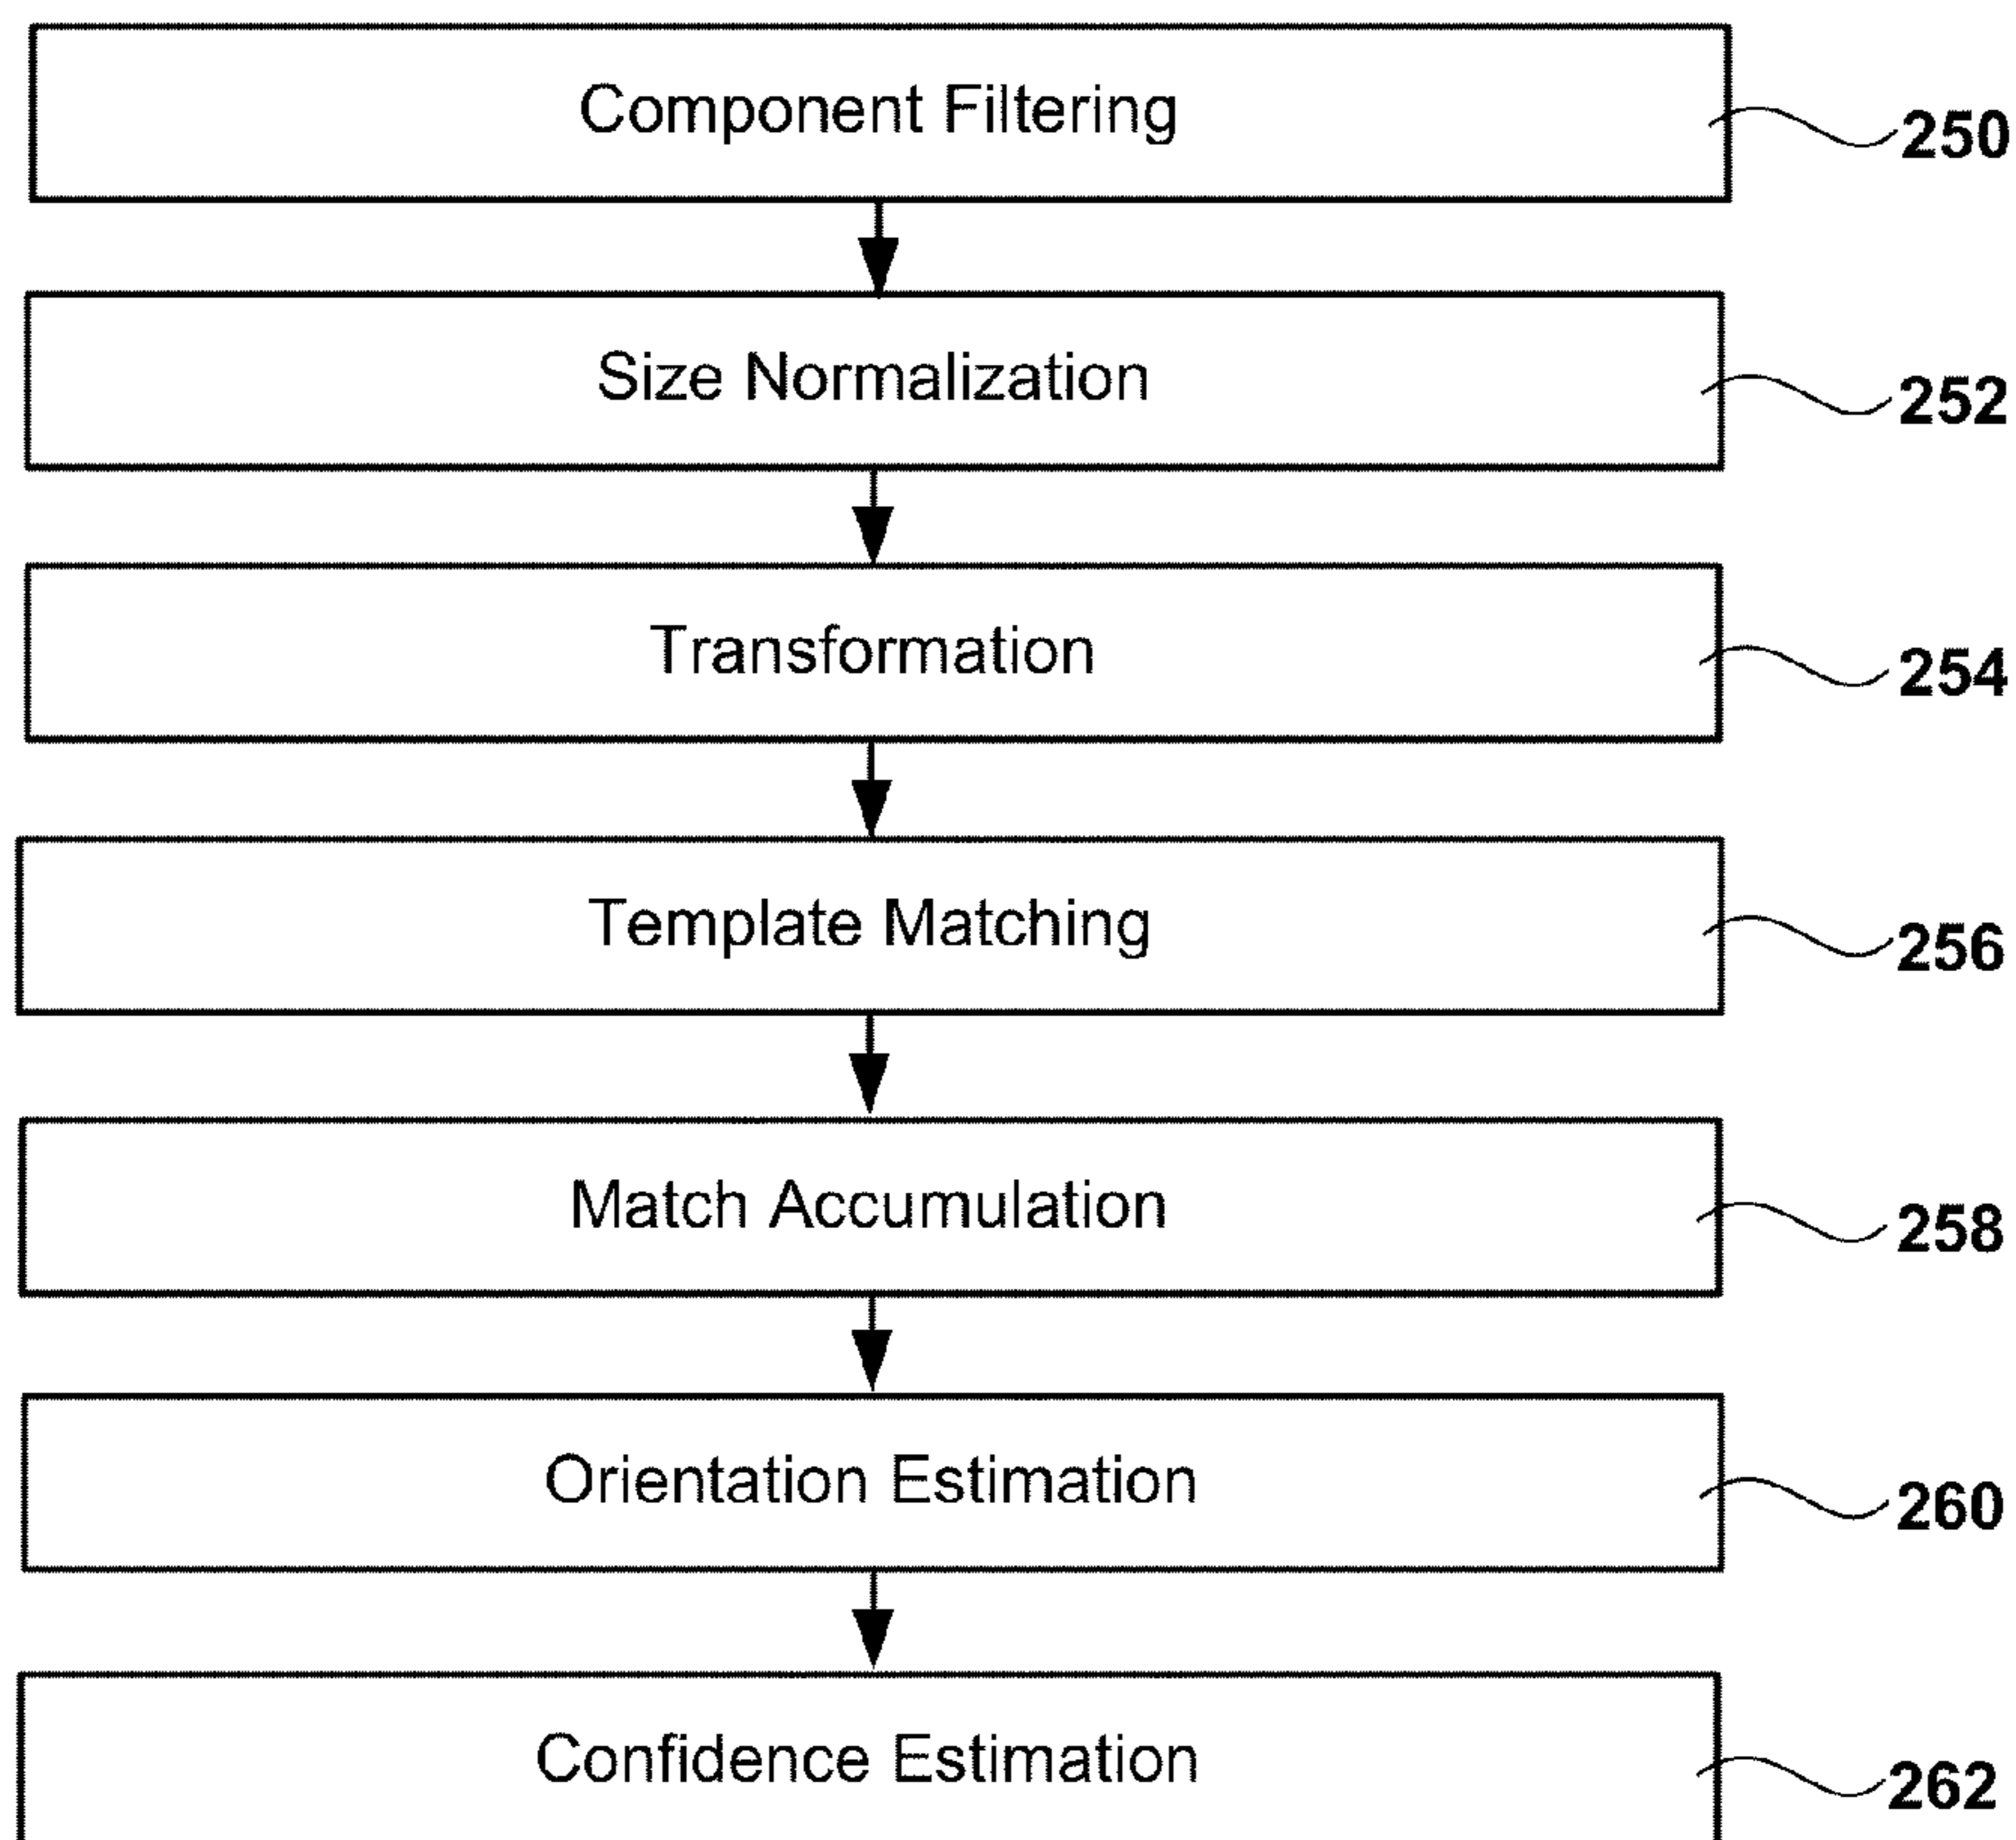 Component Filtering
250
Size Normalization
252
Transformation
254
Template Matching
256
Match Accumulation
258
Orientation Estimation
260
Confidence Estimation
262